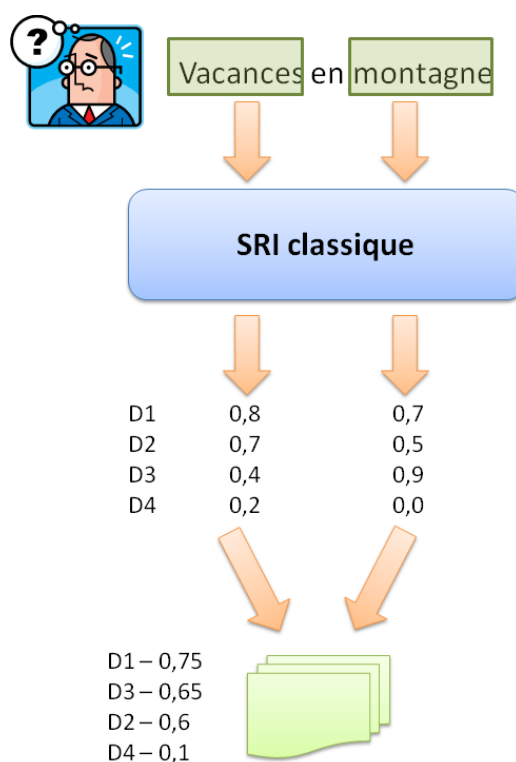 ?
Vacances en montagne
SRI classique
D1 0,8 0,7
D2 0,7 0,5
D3 0,4 0,9
D4 0,2 0,0
D1 – 0,75
D3 – 0,65
D2 – 0,6
D4 – 0,1